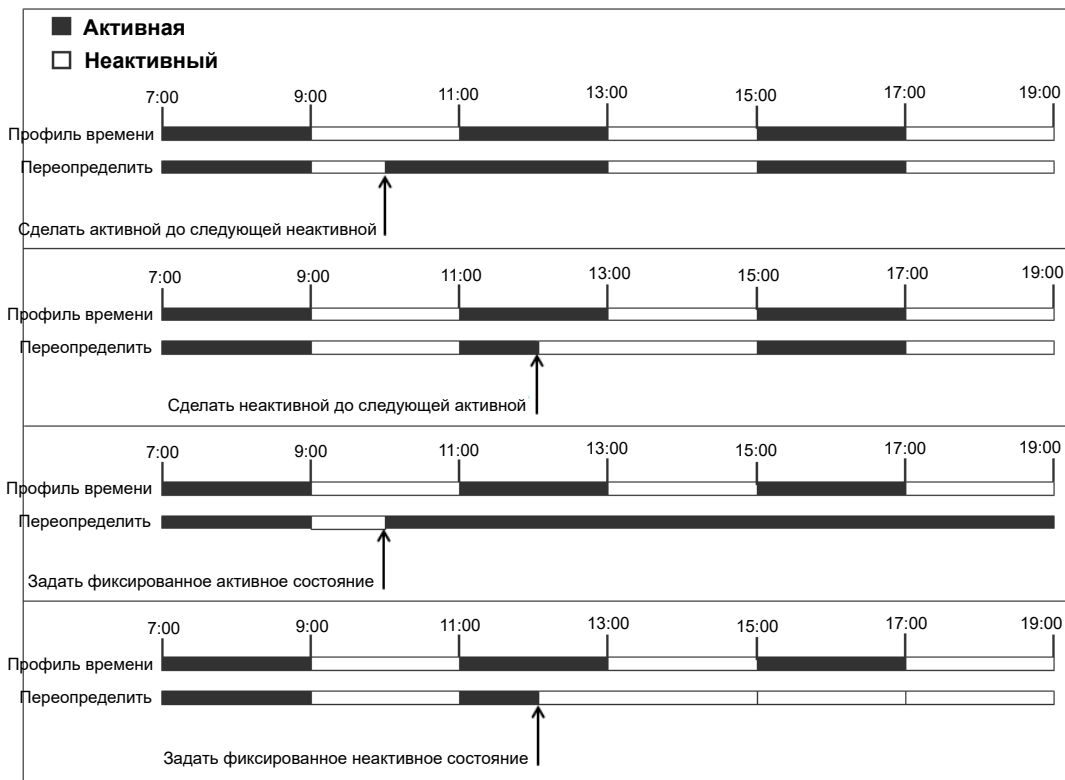 Активная
Неактивный
7:00 9:00 11:00 13:00 15:00 17:00 19:00
Профиль времени
Переопределить
Сделать активной до следующей неактивной
7:00 9:00 11:00 13:00 15:00 17:00 19:00
Профиль времени
Переопределить
Сделать неактивной до следующей активной
7:00 9:00 11:00 13:00 15:00 17:00 19:00
Профиль времени
Переопределить
Задать фиксированное активное состояние
7:00 9:00 11:00 13:00 15:00 17:00 19:00
Профиль времени
Переопределить
Задать фиксированное неактивное состояние